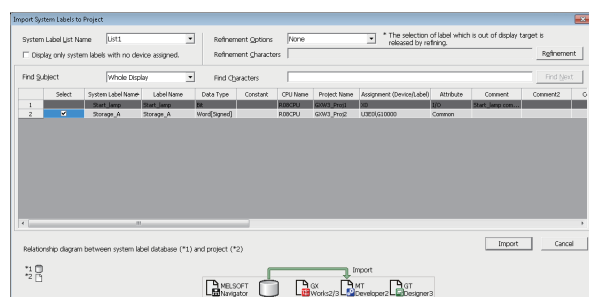 Import System Labels to Project
System Label List Name List1 Refinement Options None * The selection of label which is out of display target is released by refining.
Display only system labels with no device assigned. Refinement Characters Refinement
Find Subject Whole Display Find Characters Find Next
Select System Label Name Label Name Data Type Constant CPU Name Project Name Assignment (Device/Label) Attribute Comment Comment2 G
1 Start_lamp Start_lamp Bit R08CPU GXW3_Proj1 X0 I/O Start_lamp com...
2 Storage_A Storage_A Word[Signed] R08CPU GXW3_Proj2 U3E0\G10000 Common
Import Cancel
Relationship diagram between system label database (*1) and project (*2)
*1
*2
Import
MELSOFT Navigator GX Works2/3 MT Developer2 GT Designer3